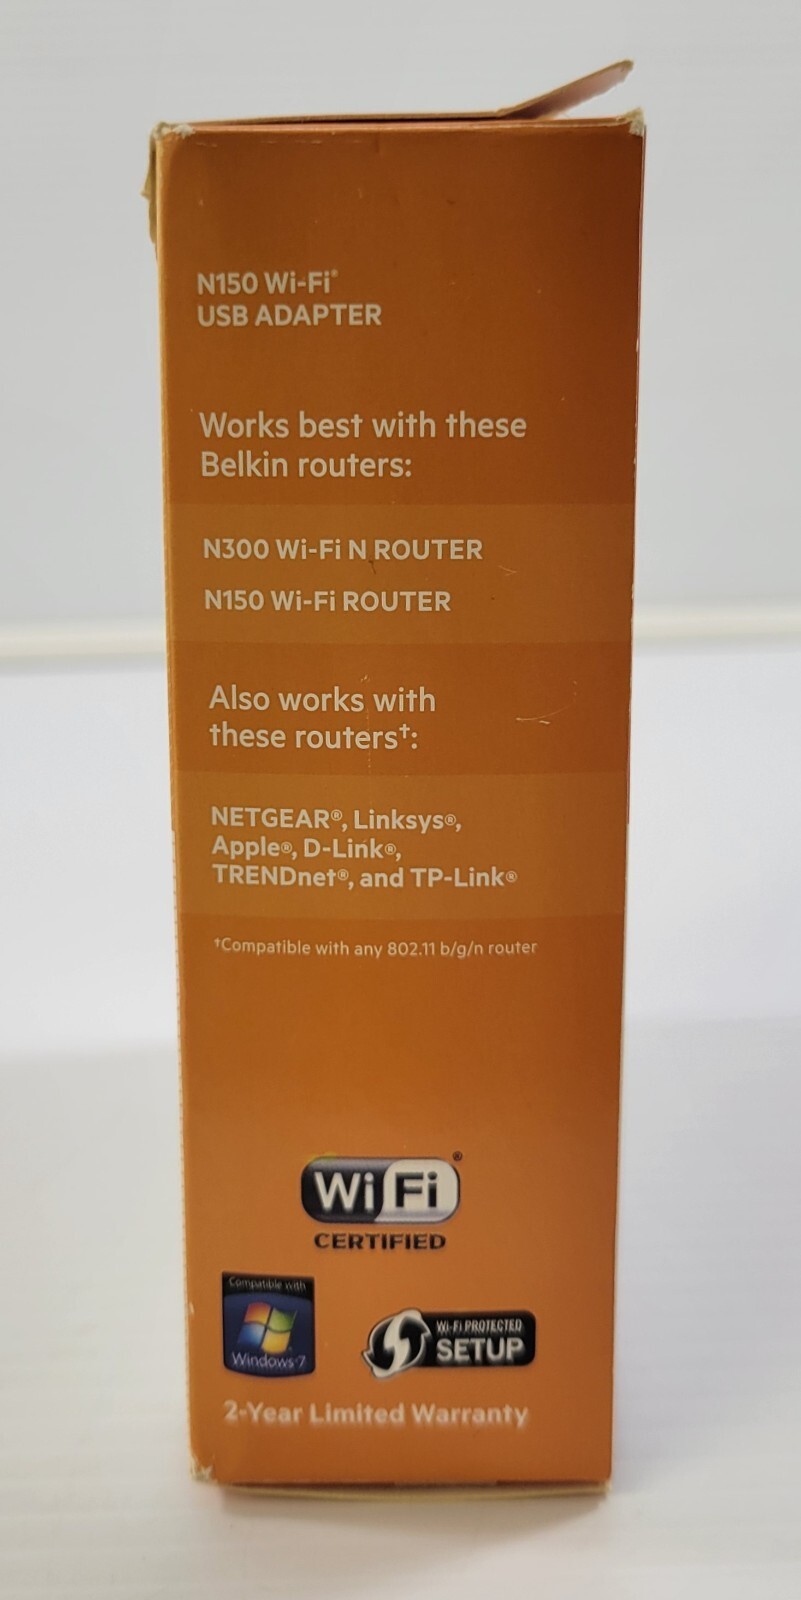 N150 Wi-Fi®
USB ADAPTER
Works best with these
Belkin routers:
N300 Wi-Fi N ROUTER
N150 Wi-Fi ROUTER
Also works with
these routers†:
NETGEAR®, Linksys®,
Apple®, D-Link®,
TRENDnet®, and TP-Link®
†Compatible with any 802.11 b/g/n router
Wi Fi®
CERTIFIED
Compatible with
Windows 7
Wi-Fi PROTECTED
SETUP
2-Year Limited Warranty